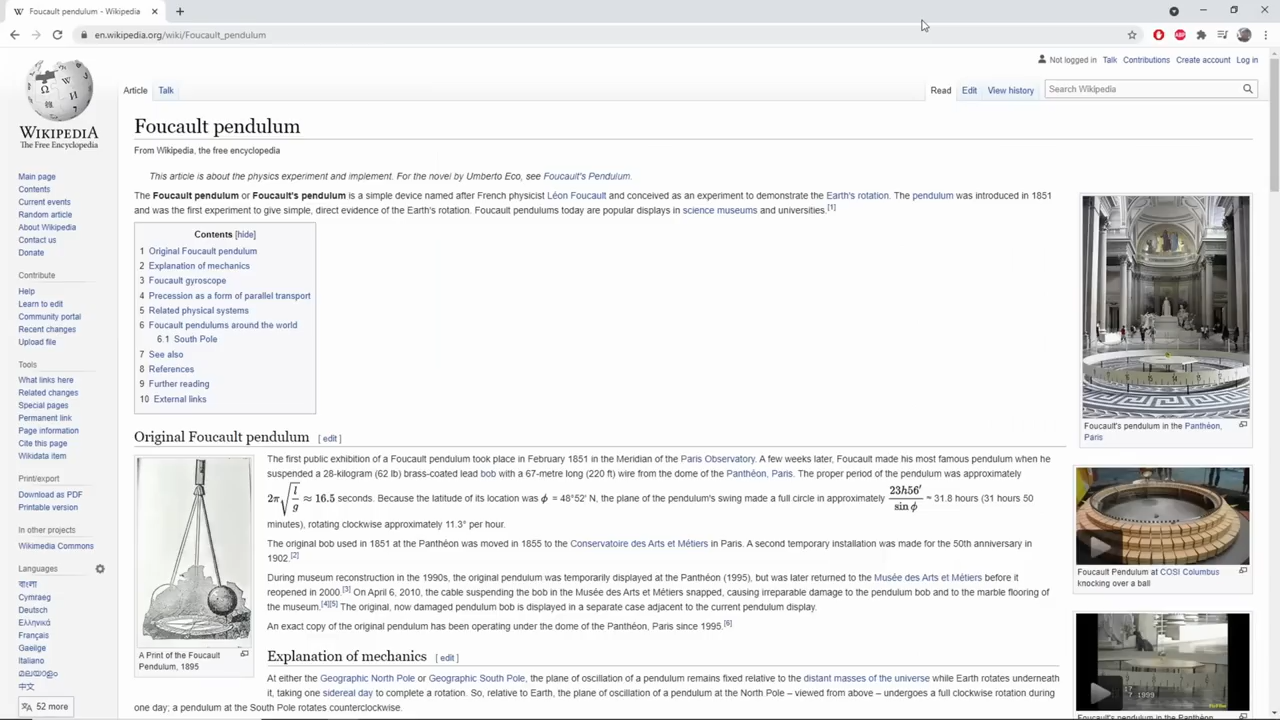 Foucault pendulum - Wikipedia
en.wikipedia.org/wiki/Foucault_pendulum
Not logged in Talk Contributions Create account Log in
Article Talk Read Edit View history Search Wikipedia
WIKIPEDIA
The Free Encyclopedia
Main page
Contents
Current events
Random article
About Wikipedia
Contact us
Donate
Contribute
Help
Learn to edit
Community portal
Recent changes
Upload file
Tools
What links here
Related changes
Special pages
Permanent link
Page information
Cite this page
Wikidata item
Print/export
Download as PDF
Printable version
In other projects
Wikimedia Commons
Languages
বাংলা
Cymraeg
Deutsch
Ελληνικά
Français
Gaeilge
Italiano
മലയാളം
中文
52 more
Foucault pendulum
From Wikipedia, the free encyclopedia
This article is about the physics experiment and implement. For the novel by Umberto Eco, see Foucault's Pendulum.
The Foucault pendulum or Foucault's pendulum is a simple device named after French physicist Léon Foucault and conceived as an experiment to demonstrate the Earth's rotation. The pendulum was introduced in 1851
and was the first experiment to give simple, direct evidence of the Earth's rotation. Foucault pendulums today are popular displays in science museums and universities.[1]
Contents [hide]
1 Original Foucault pendulum
2 Explanation of mechanics
3 Foucault gyroscope
4 Precession as a form of parallel transport
5 Related physical systems
6 Foucault pendulums around the world
6.1 South Pole
7 See also
8 References
9 Further reading
10 External links
Foucault's pendulum in the Panthéon,
Paris
Original Foucault pendulum [ edit ]
A Print of the Foucault
Pendulum, 1895
The first public exhibition of a Foucault pendulum took place in February 1851 in the Meridian of the Paris Observatory. A few weeks later, Foucault made his most famous pendulum when he
suspended a 28-kilogram (62 lb) brass-coated lead bob with a 67-metre long (220 ft) wire from the dome of the Panthéon, Paris. The proper period of the pendulum was approximately
2π√(l/g) ≈ 16.5 seconds. Because the latitude of its location was ϕ = 48°52' N, the plane of the pendulum's swing made a full circle in approximately 23h56′/sin ϕ ≈ 31.8 hours (31 hours 50
minutes), rotating clockwise approximately 11.3° per hour.
The original bob used in 1851 at the Panthéon was moved in 1855 to the Conservatoire des Arts et Métiers in Paris. A second temporary installation was made for the 50th anniversary in
1902.[2]
During museum reconstruction in the 1990s, the original pendulum was temporarily displayed at the Panthéon (1995), but was later returned to the Musée des Arts et Métiers before it
reopened in 2000.[3] On April 6, 2010, the cable suspending the bob in the Musée des Arts et Métiers snapped, causing irreparable damage to the pendulum bob and to the marble flooring of
the museum.[4][5] The original, now damaged pendulum bob is displayed in a separate case adjacent to the current pendulum display.
An exact copy of the original pendulum has been operating under the dome of the Panthéon, Paris since 1995.[6]
Foucault Pendulum at COSI Columbus
knocking over a ball
Explanation of mechanics [ edit ]
At either the Geographic North Pole or Geographic South Pole, the plane of oscillation of a pendulum remains fixed relative to the distant masses of the universe while Earth rotates underneath
it, taking one sidereal day to complete a rotation. So, relative to Earth, the plane of oscillation of a pendulum at the North Pole – viewed from above – undergoes a full clockwise rotation during
one day; a pendulum at the South Pole rotates counterclockwise.
17
7 1999
Foucault's pendulum in the Panthéon